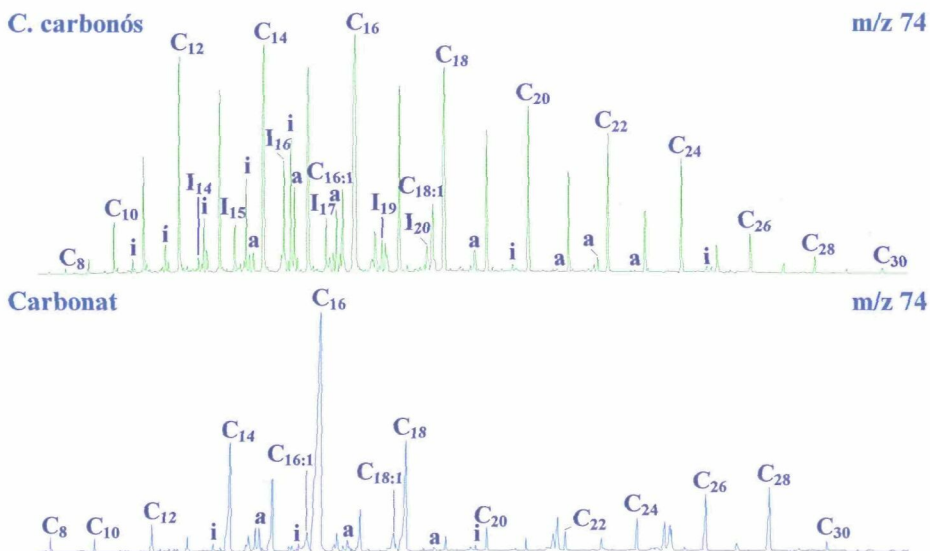 C. carbonós m/z 74
C₈ C₁₀ i i C₁₂ I₁₄ i I₁₅ i a C₁₄ I₁₆ i a I₁₇ C₁₆:₁ a C₁₆ I₁₉ I₂₀ C₁₈:₁ C₁₈ a i C₂₀ a a C₂₂ a C₂₄ i C₂₆ C₂₈ C₃₀
Carbonat m/z 74
C₈ C₁₀ C₁₂ i C₁₄ a i C₁₆:₁ C₁₆ a C₁₈:₁ C₁₈ a i C₂₀ C₂₂ C₂₄ C₂₆ C₂₈ C₃₀